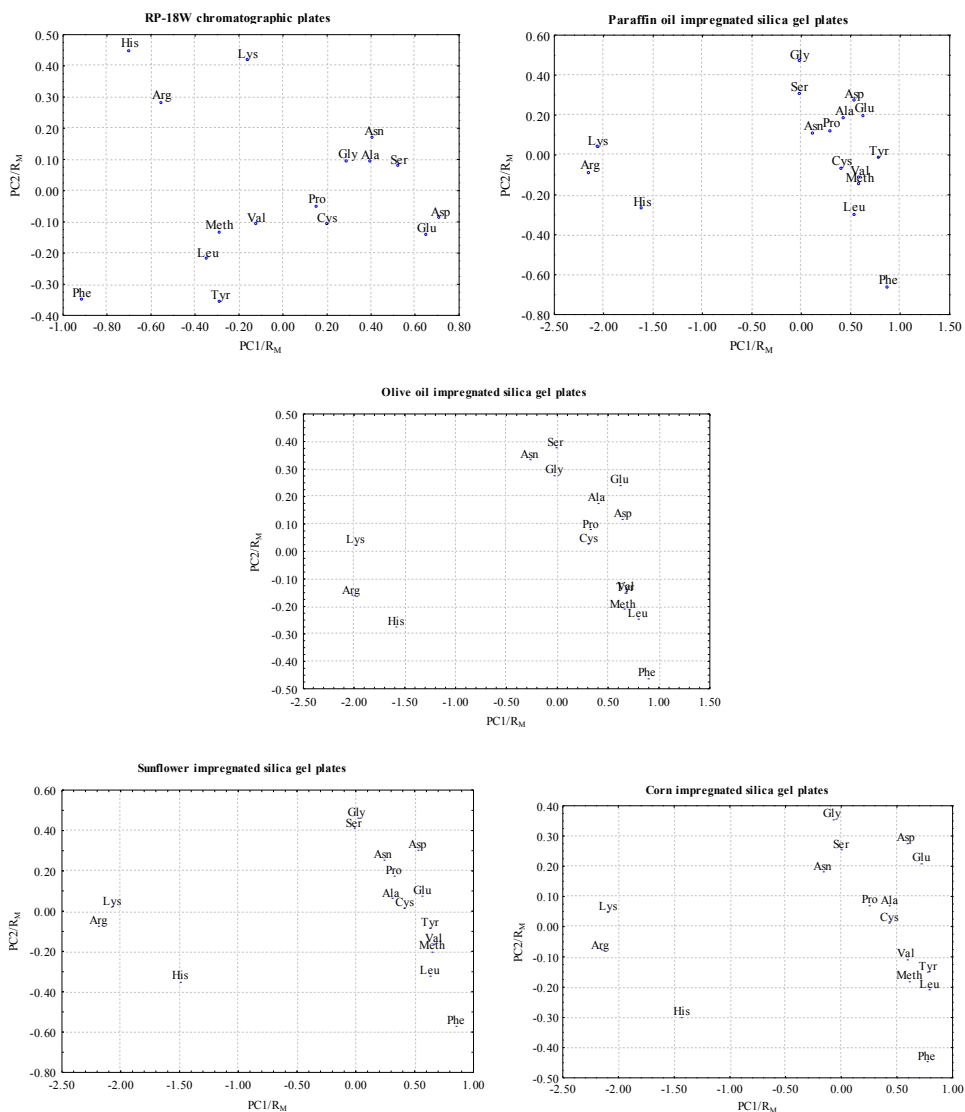 RP-18W chromatographic plates
0.50
0.40
0.30
0.20
0.10
0.00
-0.10
-0.20
-0.30
-0.40
PC2/RM
His
Lys
Arg
Asn
Gly Ala Ser
Pro
Asp
Val Cys
Meth Glu
Leu
Phe Tyr
-1.00 -0.80 -0.60 -0.40 -0.20 0.00 0.20 0.40 0.60 0.80
PC1/RM
Paraffin oil impregnated silica gel plates
0.60
0.40
0.20
0.00
-0.20
-0.40
-0.60
-0.80
PC2/RM
Gly
Ser
Asp
Ala Glu
Asn Pro
Lys Tyr
Arg Cys
Val
Meth
His Leu
Phe
-2.50 -2.00 -1.50 -1.00 -0.50 0.00 0.50 1.00 1.50
PC1/RM
Olive oil impregnated silica gel plates
0.50
0.40
0.30
0.20
0.10
0.00
-0.10
-0.20
-0.30
-0.40
-0.50
PC2/RM
Ser
Asn
Gly
Glu
Ala
Asp
Pro
Lys Cys
Arg Val
Tyr
Meth
His Leu
Phe
-2.50 -2.00 -1.50 -1.00 -0.50 0.00 0.50 1.00 1.50
PC1/RM
Sunflower impregnated silica gel plates
0.60
0.40
0.20
0.00
-0.20
-0.40
-0.60
-0.80
PC2/RM
Gly
Ser
Asp
Asn
Pro
Ala Glu
Lys Cys
Arg Tyr
Val
Meth
His Leu
Phe
-2.50 -2.00 -1.50 -1.00 -0.50 0.00 0.50 1.00
PC1/RM
Corn impregnated silica gel plates
0.40
0.30
0.20
0.10
0.00
-0.10
-0.20
-0.30
-0.40
-0.50
PC2/RM
Gly
Asp
Ser
Glu
Asn
Pro Ala
Lys
Cys
Arg
Val
Tyr
Meth
Leu
His
Phe
-2.50 -2.00 -1.50 -1.00 -0.50 0.00 0.50 1.00
PC1/RM